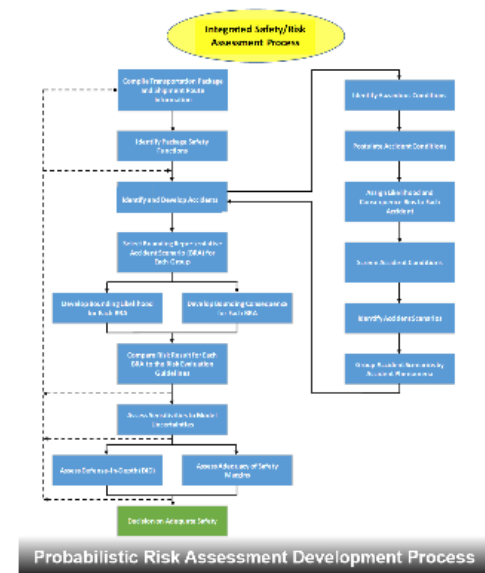 Integrated Safety/Risk
Assessment Process
Compile Transportation Package
and Shipment Route
Information
Identify Package Safety
Functions
Identify and Develop Accidents
Select Bounding Representative
Accident Scenario (BRA) for
Each Group
Develop Bounding Likelihood
for Each BRA
Develop Bounding Consequence
for Each BRA
Compare Risk Result for Each
BRA to the Risk Evaluation
Guidelines
Assess Sensitivities to Model
Uncertainties
Assess Defense-In-Depth (DID)
Assess Adequacy of Safety
Margins
Decision on Adequate Safety
Identify Hazardous Conditions
Postulate Accident Conditions
Assign Likelihood and
Consequence Bins to Each
Accident
Screen Accident Conditions
Identify Accident Scenarios
Group Accident Scenarios by
Accident Phenomena
Probabilistic Risk Assessment Development Process